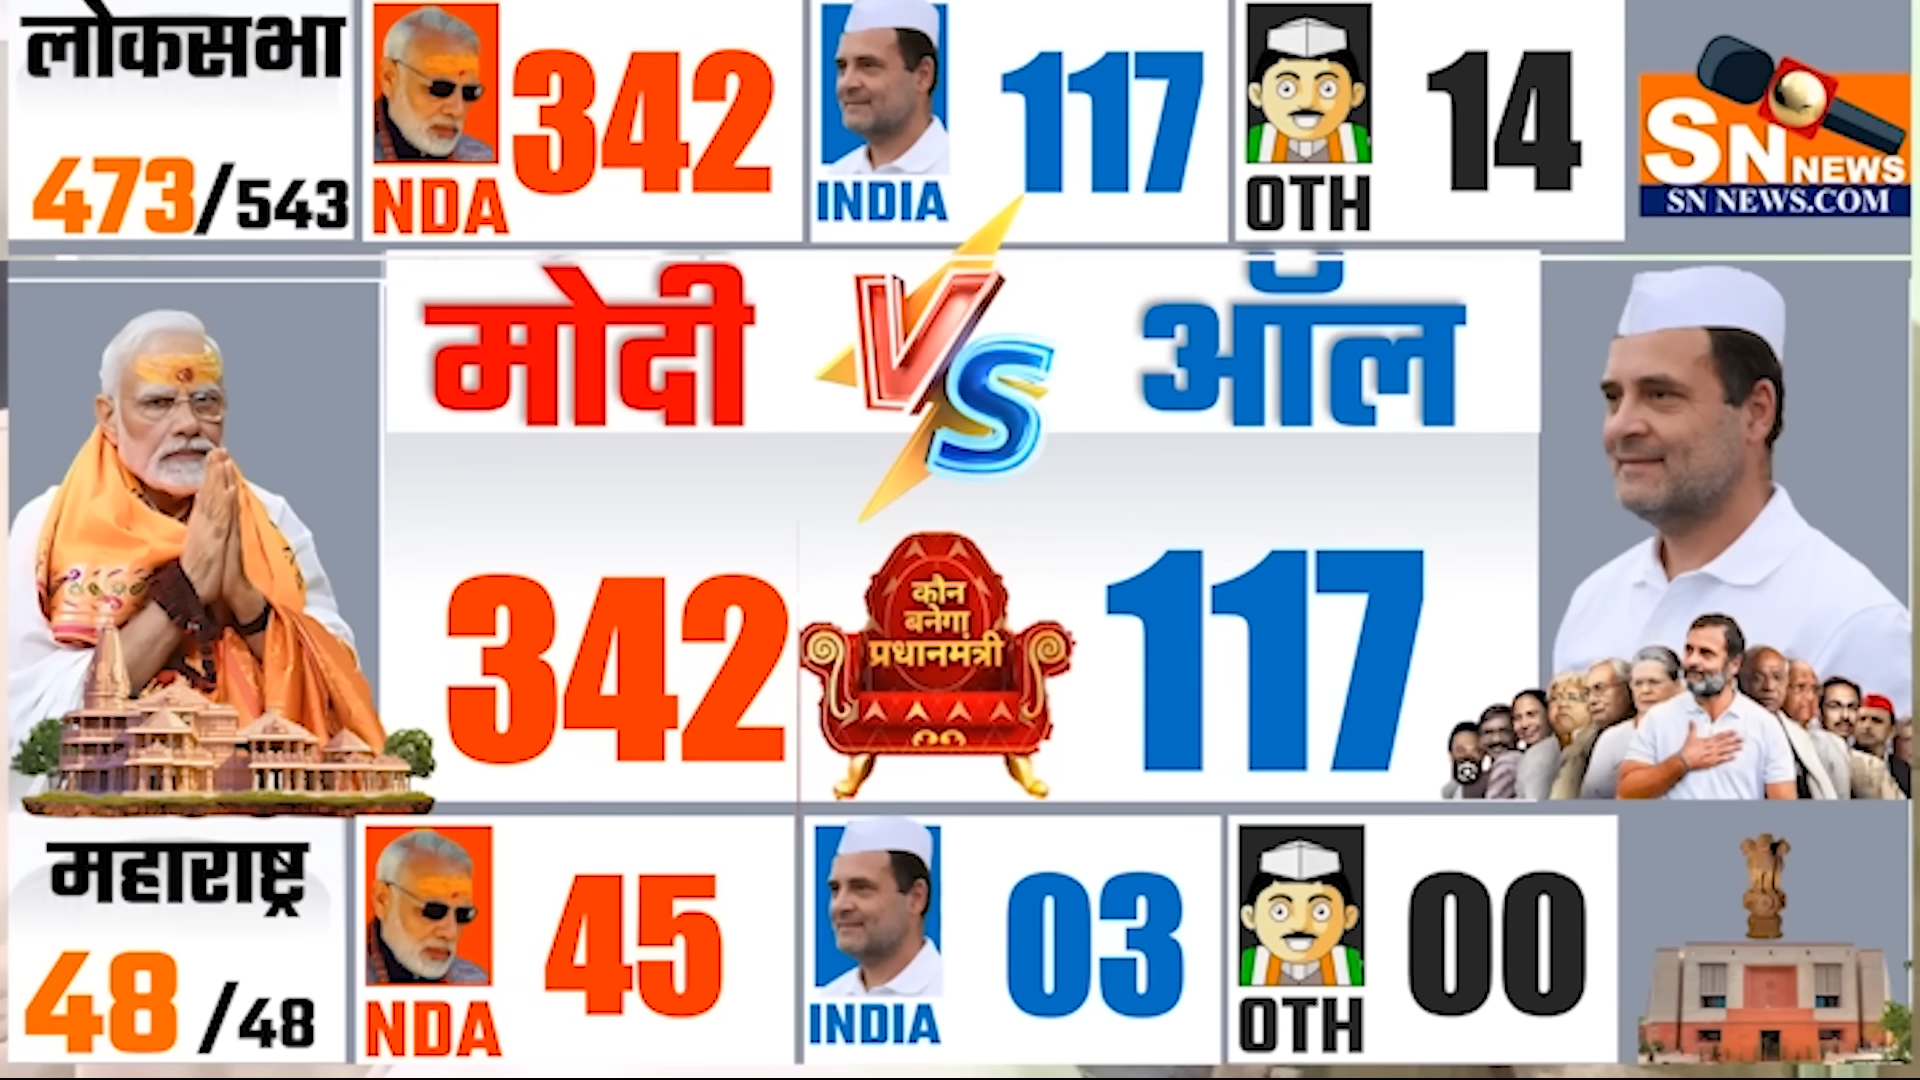 लोकसभा
473/543
NDA
342
INDIA
117
OTH
14
SN NEWS
SN NEWS.COM
मोदी
VS
ऑल
342
कौन
बनेगा
प्रधानमंत्री
117
महाराष्ट्र
48/48
NDA
45
INDIA
03
OTH
00